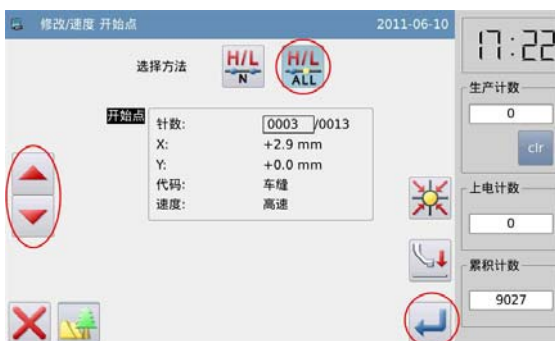 修改/速度 开始点
2011-06-10
17:22
选择方法
H/L
N
H/L
ALL
开始点
针数: 0003 /0013
X: +2.9 mm
Y: +0.0 mm
代码: 车缝
速度: 高速
生产计数
0
clr
上电计数
0
累积计数
9027